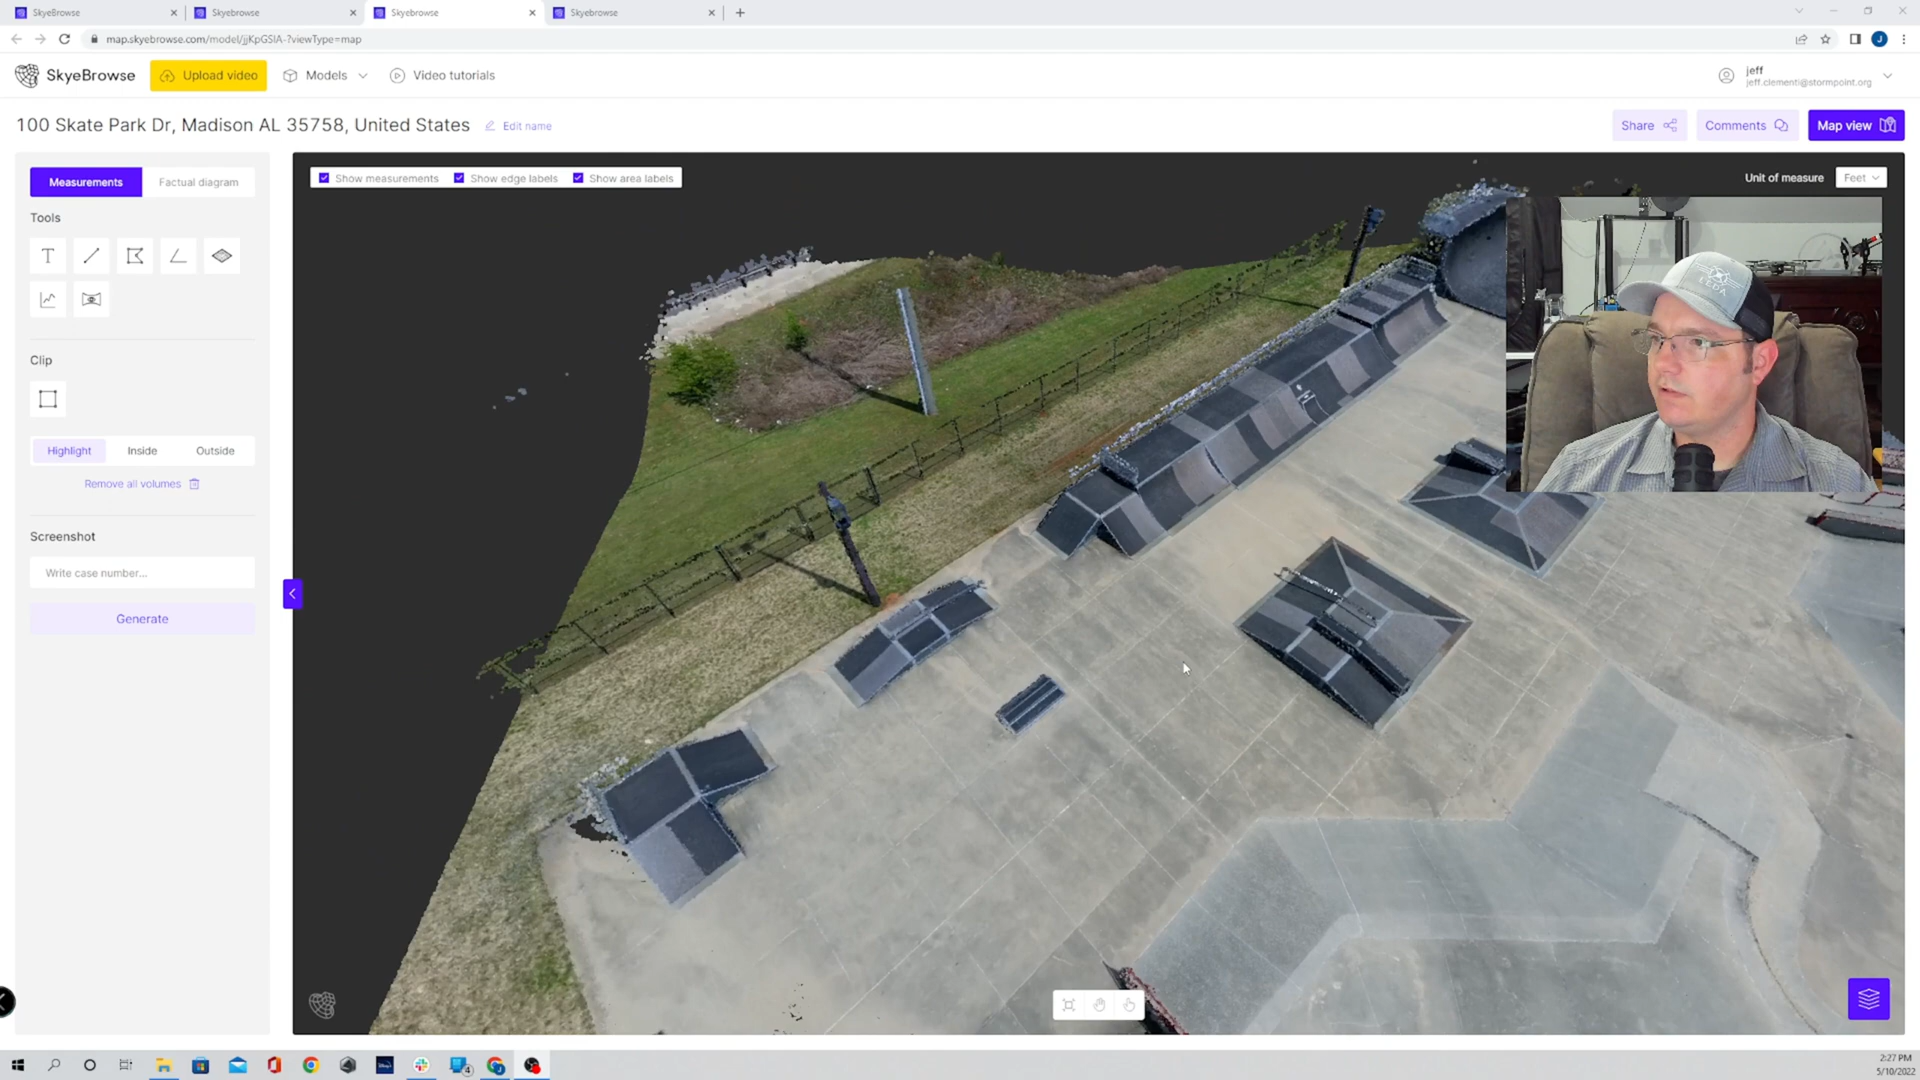 SkyeBrowse
Skyebrowse
Skyebrowse
Skyebrowse
map.skyebrowse.com/model/jjKpGSlA-?viewType=map
J
SkyeBrowse
Upload video
Models
Video tutorials
jeff
jeff.clementi@stormpoint.org
100 Skate Park Dr, Madison AL 35758, United States
Edit name
Share
Comments
Map view
Measurements
Factual diagram
Show measurements
Show edge labels
Show area labels
Unit of measure
Feet
Tools
T
Clip
Highlight
Inside
Outside
Remove all volumes
Screenshot
Write case number...
Generate
2:27 PM
5/10/2022